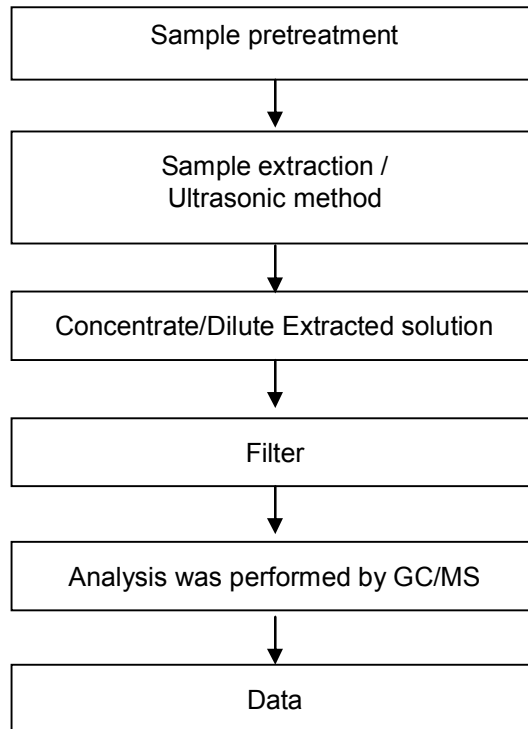 Sample pretreatment
Sample extraction /
Ultrasonic method
Concentrate/Dilute Extracted solution
Filter
Analysis was performed by GC/MS
Data